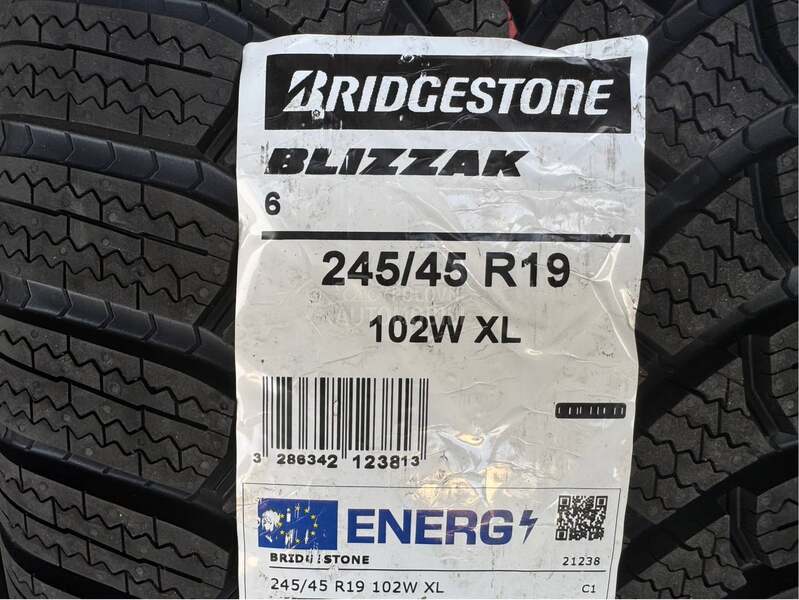 BRIDGESTONE
BLIZZAK
6
245/45 R19
102W XL
3 286342 123813
ENERG
BRIDGESTONE 21238
245/45 R19 102W XL C1